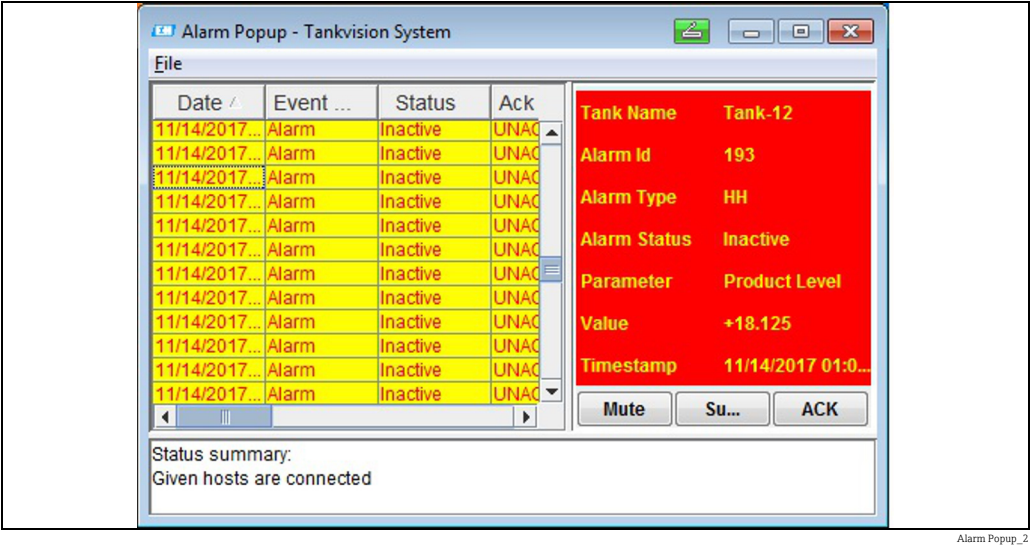 Alarm Popup - Tankvision System
File
Date Event ... Status Ack
11/14/2017... Alarm Inactive UNAC
11/14/2017... Alarm Inactive UNAC
11/14/2017... Alarm Inactive UNAC
11/14/2017... Alarm Inactive UNAC
11/14/2017... Alarm Inactive UNAC
11/14/2017... Alarm Inactive UNAC
11/14/2017... Alarm Inactive UNAC
11/14/2017... Alarm Inactive UNAC
11/14/2017... Alarm Inactive UNAC
11/14/2017... Alarm Inactive UNAC
11/14/2017... Alarm Inactive UNAC
11/14/2017... Alarm Inactive UNAC
Tank Name Tank-12
Alarm Id 193
Alarm Type HH
Alarm Status Inactive
Parameter Product Level
Value +18.125
Timestamp 11/14/2017 01:0...
Mute Su... ACK
Status summary:
Given hosts are connected
Alarm Popup_2